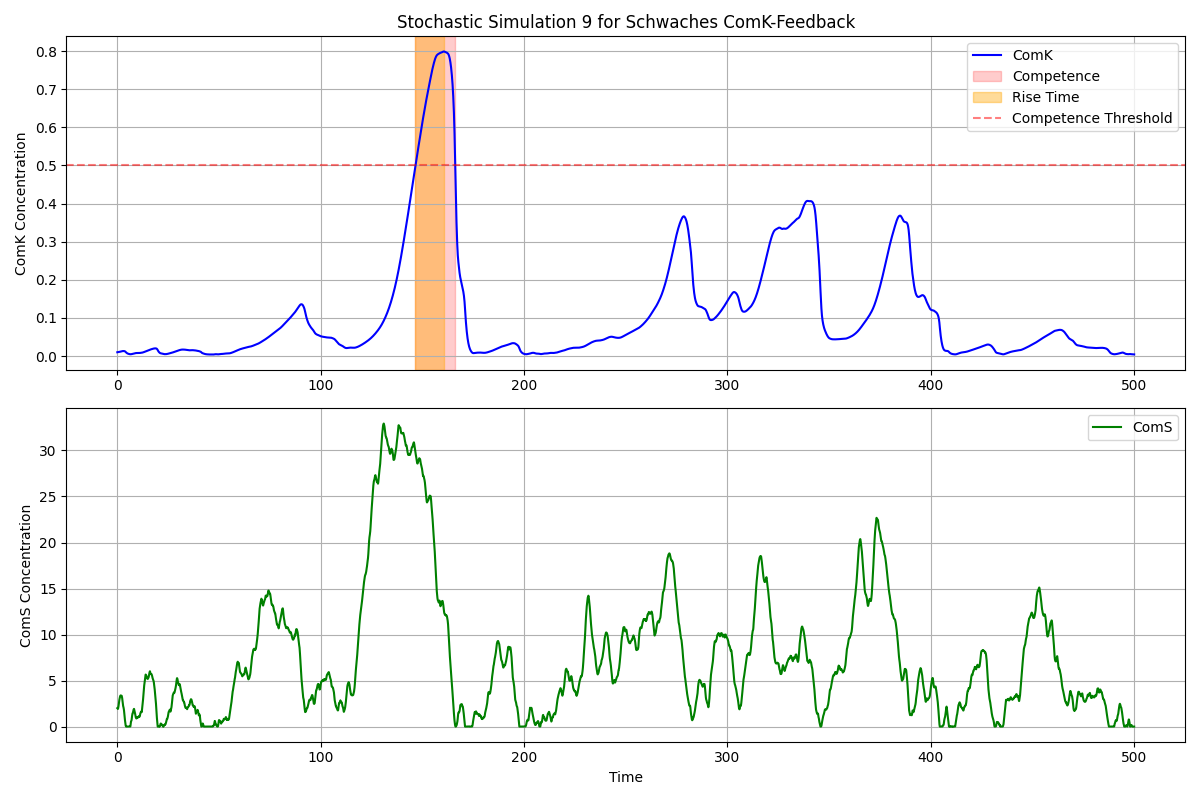 Stochastic Simulation 9 for Schwaches ComK-Feedback
ComK Concentration
0.8
0.7
0.6
0.5
0.4
0.3
0.2
0.1
0.0
ComK
Competence
Rise Time
Competence Threshold
0 100 200 300 400 500
ComS Concentration
30
25
20
15
10
5
0
ComS
0 100 200 300 400 500
Time